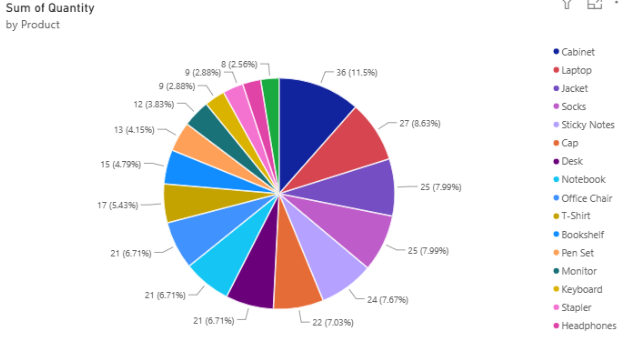 Sum of Quantity
by Product
36 (11.5%)
27 (8.63%)
25 (7.99%)
25 (7.99%)
24 (7.67%)
22 (7.03%)
21 (6.71%)
21 (6.71%)
21 (6.71%)
17 (5.43%)
15 (4.79%)
13 (4.15%)
12 (3.83%)
9 (2.88%)
9 (2.88%)
8 (2.56%)
Cabinet
Laptop
Jacket
Socks
Sticky Notes
Cap
Desk
Notebook
Office Chair
T-Shirt
Bookshelf
Pen Set
Monitor
Keyboard
Stapler
Headphones